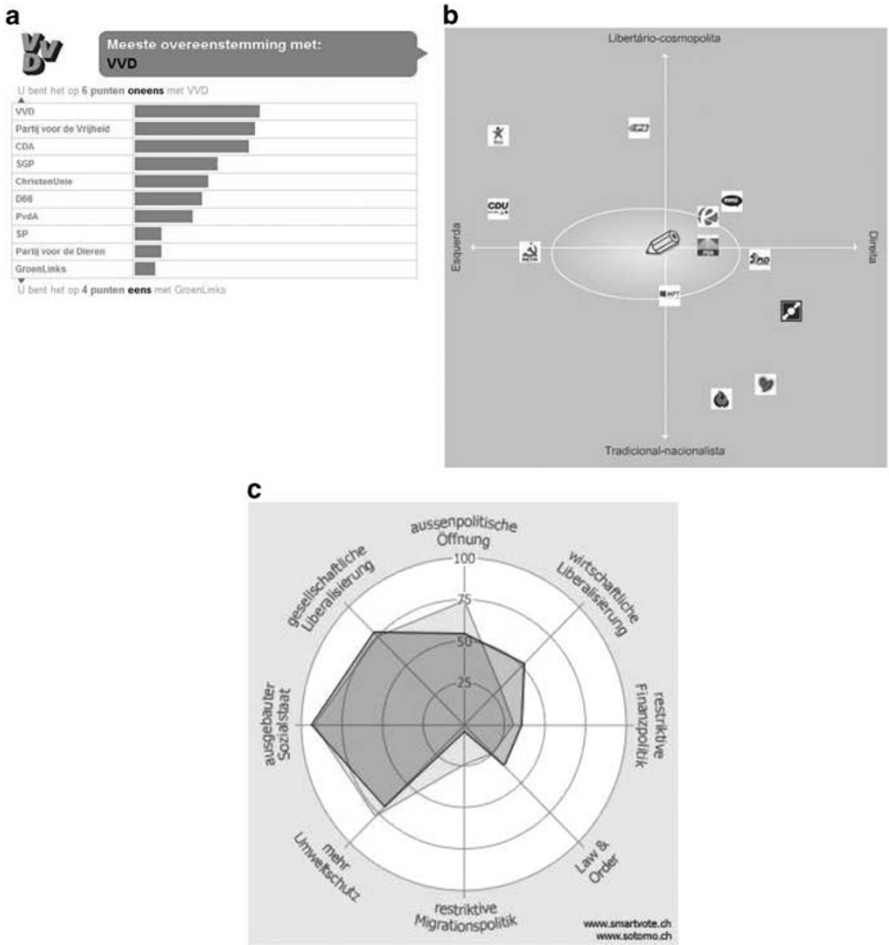 a
VVD
Meeste overeenstemming met:
VVD
U bent het op 6 punten oneens met VVD
VVD
Partij voor de Vrijheid
CDA
SGP
ChristenUnie
D66
PvdA
SP
Partij voor de Dieren
GroenLinks
U bent het op 4 punten eens met GroenLinks
b
Libertário-cosmopolita
CDU
MPT
Esquerda
Direita
Tradicional-nacionalista
c
aussenpolitische
Öffnung
wirtschaftliche
Liberalisierung
restriktive
Finanzpolitik
Law &
Order
restriktive
Migrationspolitik
mehr
Umweltschutz
ausgebauter
Sozialstaat
gesellschaftliche
Liberalisierung
100
75
50
25
www.smartvote.ch
www.sotomo.ch